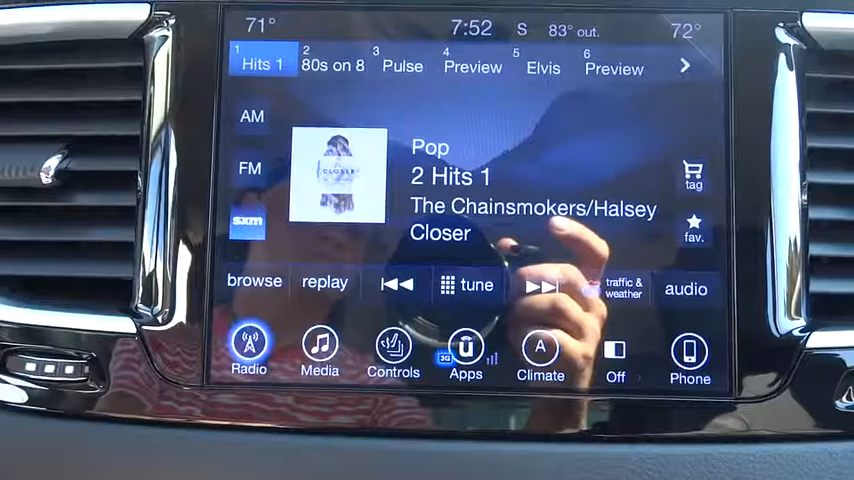 71° 7:52 S 83° out. 72°
1 Hits 1 2 80s on 8 3 Pulse 4 Preview 5 Elvis 6 Preview
AM
FM
sxm
CLOSER
Pop
2 Hits 1
The Chainsmokers/Halsey
Closer
tag
fav.
browse replay tune traffic & weather audio
3G A
Radio Media Controls Apps Climate Off Phone